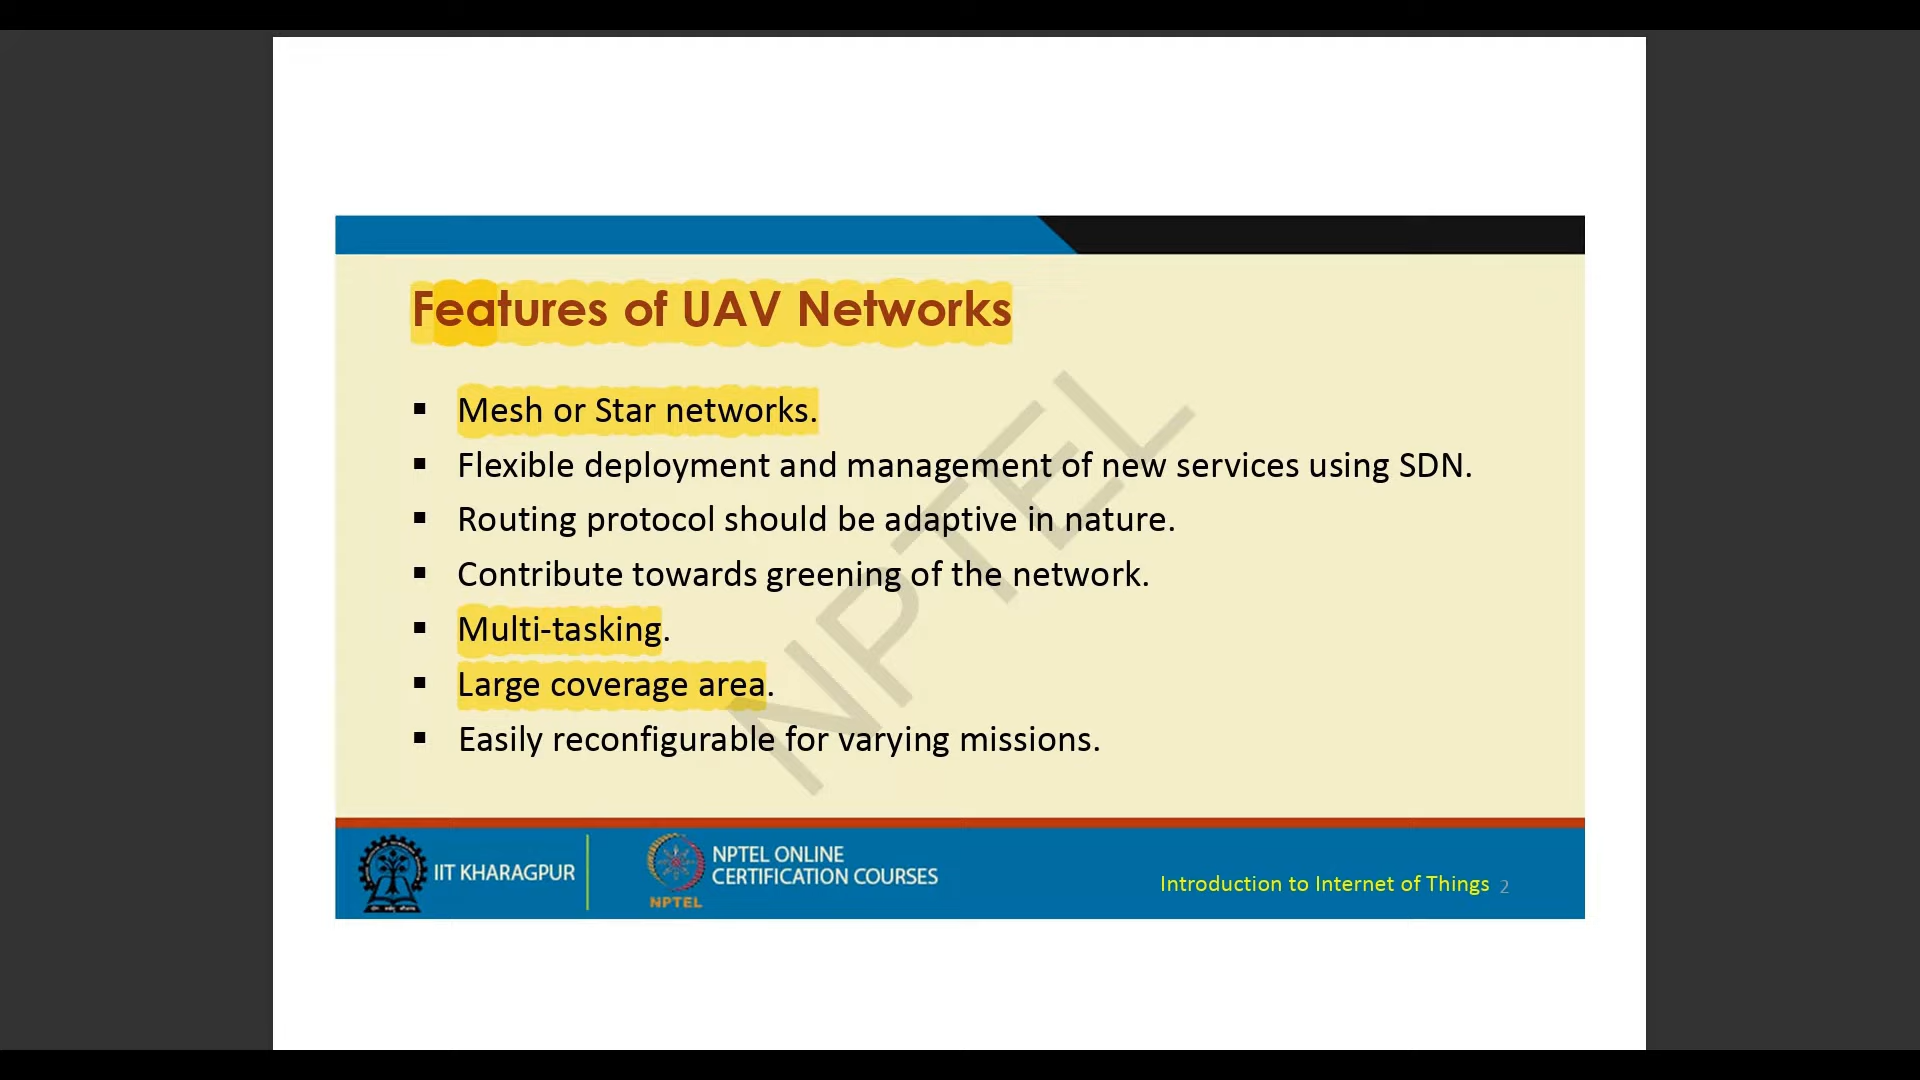 Features of UAV Networks
▪ Mesh or Star networks.
▪ Flexible deployment and management of new services using SDN.
▪ Routing protocol should be adaptive in nature.
▪ Contribute towards greening of the network.
▪ Multi-tasking.
▪ Large coverage area.
▪ Easily reconfigurable for varying missions.
NPTEL
IIT KHARAGPUR
NPTEL
NPTEL ONLINE
CERTIFICATION COURSES
Introduction to Internet of Things 2